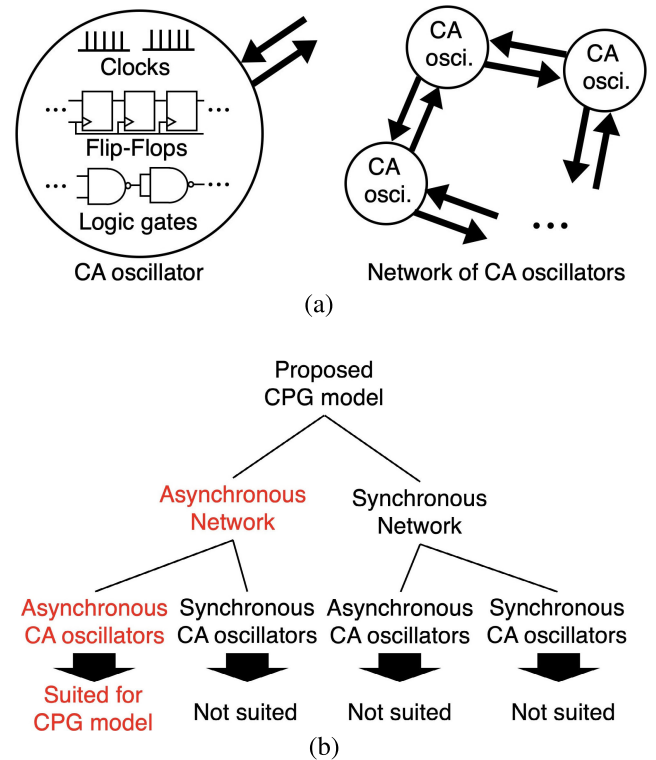 Clocks
... ...
Flip-Flops
... ...
Logic gates
CA oscillator
CA
osci.
CA
osci.
CA
osci.
...
Network of CA oscillators
(a)
Proposed
CPG model
Asynchronous
Network
Synchronous
Network
Asynchronous
CA oscillators
Synchronous
CA oscillators
Asynchronous
CA oscillators
Synchronous
CA oscillators
Suited for
CPG model
Not suited
Not suited
Not suited
(b)